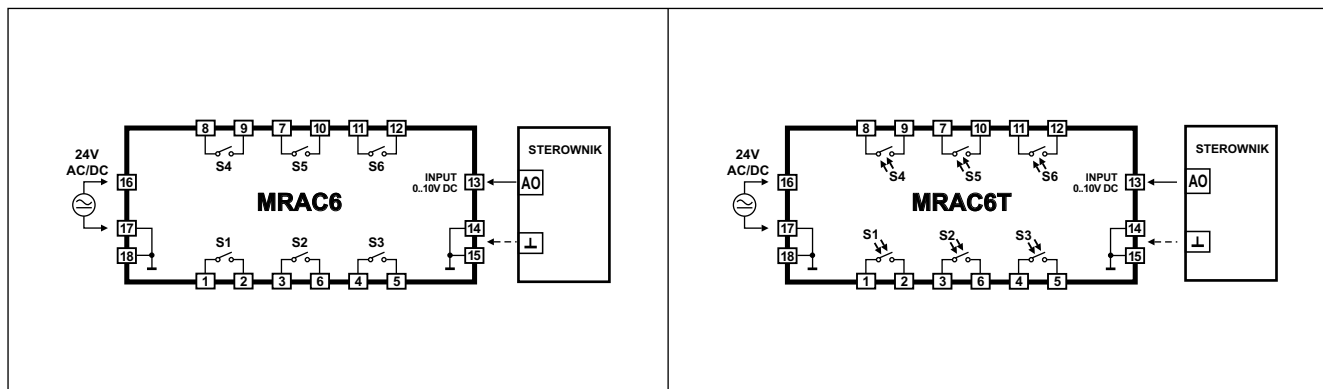 8 9 7 10 11 12
S4 S5 S6
24V
AC/DC
16
17
18
MRAC6
INPUT
0..10V DC
13
14
15
S1 S2 S3
1 2 3 6 4 5
STEROWNIK
AO
⊥
8 9 7 10 11 12
S4 S5 S6
24V
AC/DC
16
17
18
MRAC6T
INPUT
0..10V DC
13
14
15
S1 S2 S3
1 2 3 6 4 5
STEROWNIK
AO
⊥